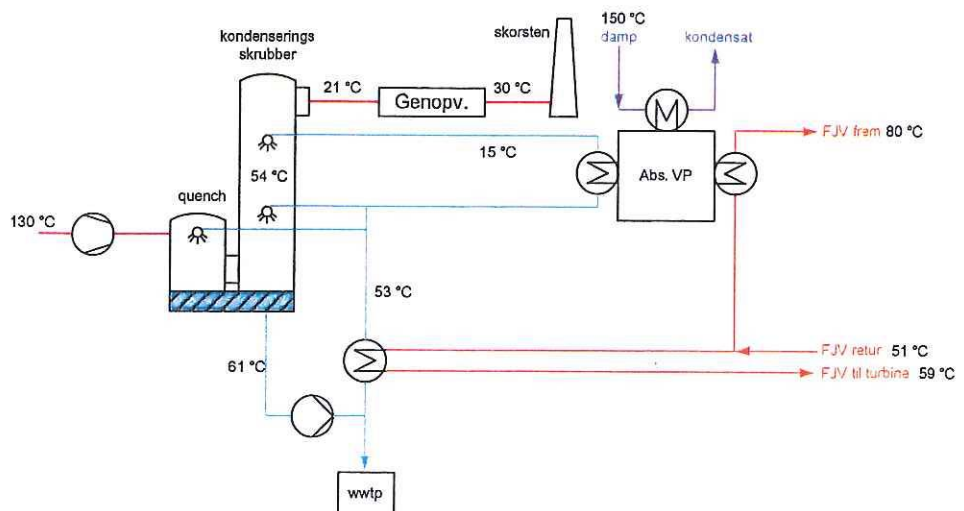 kondenserings
skrubber
skorsten
150 °C
damp
kondensat
21 °C
Genopv.
30 °C
FJV frem 80 °C
15 °C
54 °C
Abs. VP
quench
130 °C
53 °C
61 °C
FJV retur 51 °C
FJV til turbine 59 °C
wwtp